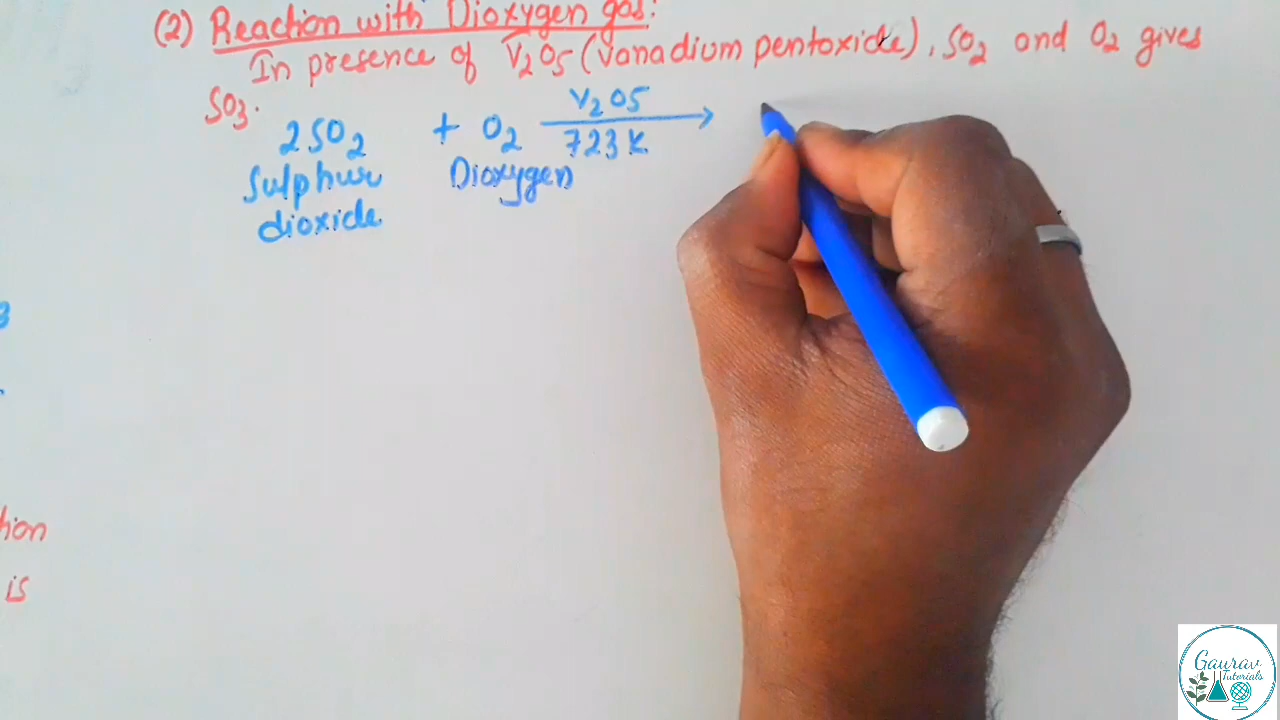 (2) Reaction with Dioxygen gas:
In presence of V2O5 (vanadium pentoxide), SO2 and O2 gives
SO3.
2SO2 + O2 V2O5 723 K →
Sulphur Dioxygen
dioxide
3
tion
is
Gaurav
Tutorials